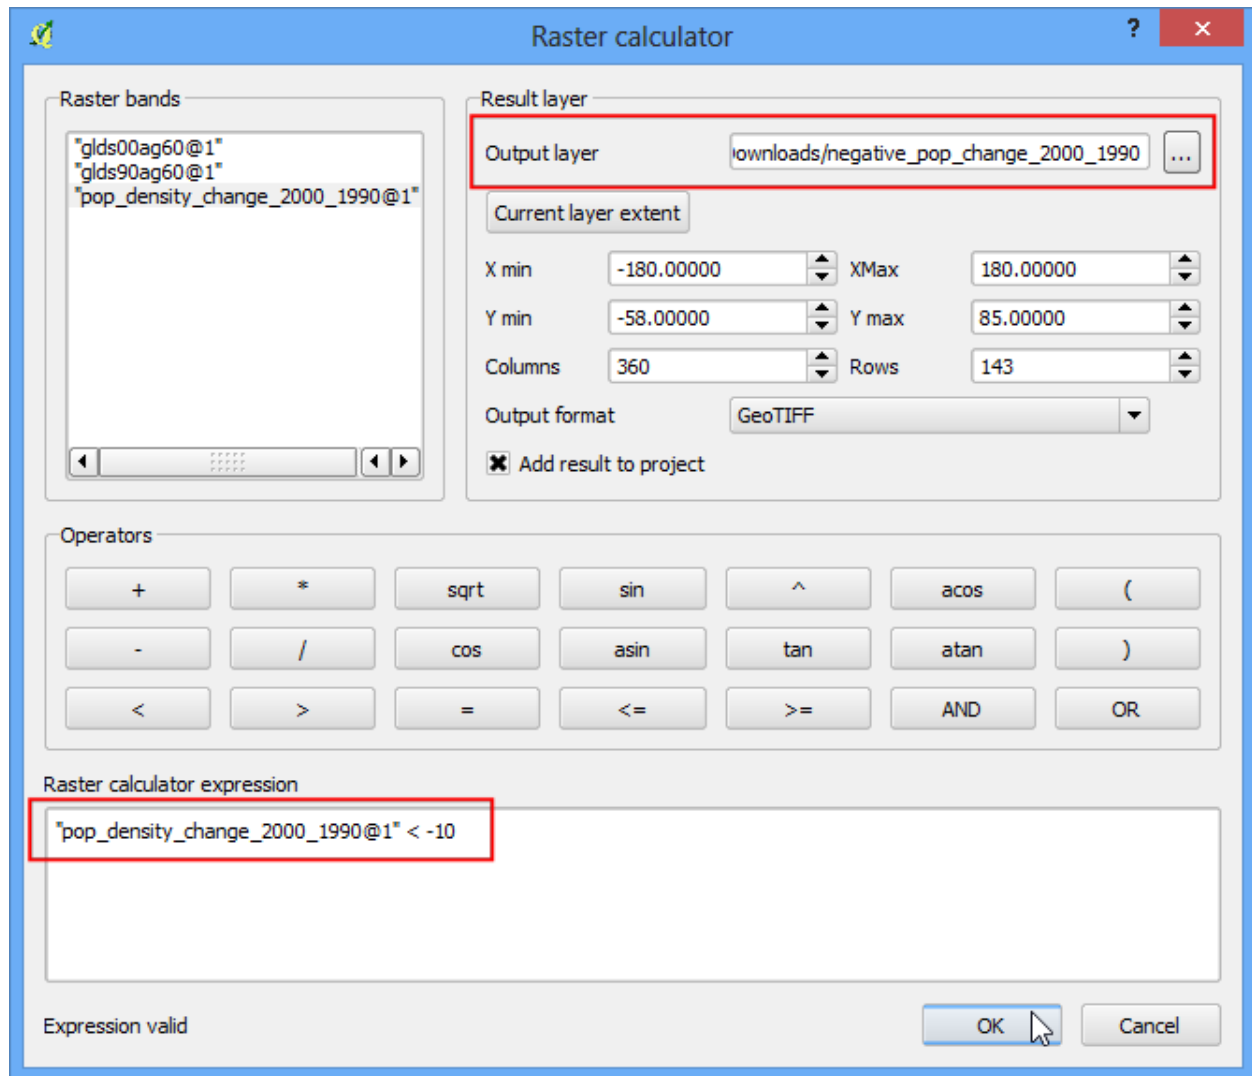 Raster calculator
?
Raster bands
"glds00ag60@1"
"glds90ag60@1"
"pop_density_change_2000_1990@1"
Result layer
Output layer ownloads/negative_pop_change_2000_1990 ...
Current layer extent
X min -180.00000 XMax 180.00000
Y min -58.00000 Y max 85.00000
Columns 360 Rows 143
Output format GeoTIFF
Add result to project
Operators
+ * sqrt sin ^ acos (
- / cos asin tan atan )
< > = <= >= AND OR
Raster calculator expression
"pop_density_change_2000_1990@1" < -10
Expression valid
OK Cancel